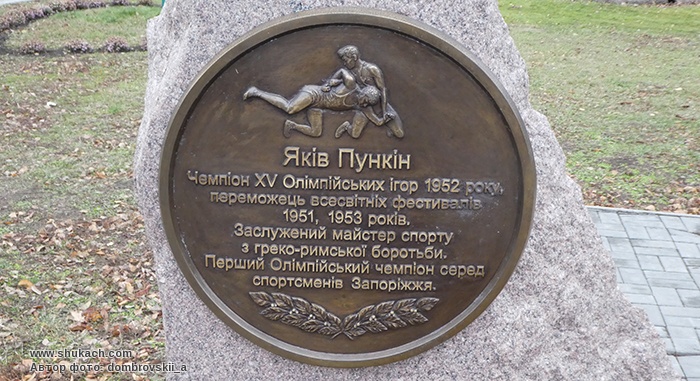 Яків Пункін
Чемпіон XV Олімпійських ігор 1952 року,
переможець всесвітніх фестивалів
1951, 1953 років.
Заслужений майстер спорту
з греко-римської боротьби.
Перший Олімпійський чемпіон серед
спортсменів Запоріжжя.
www.shukach.com
Автор фото: dombrovskii_a